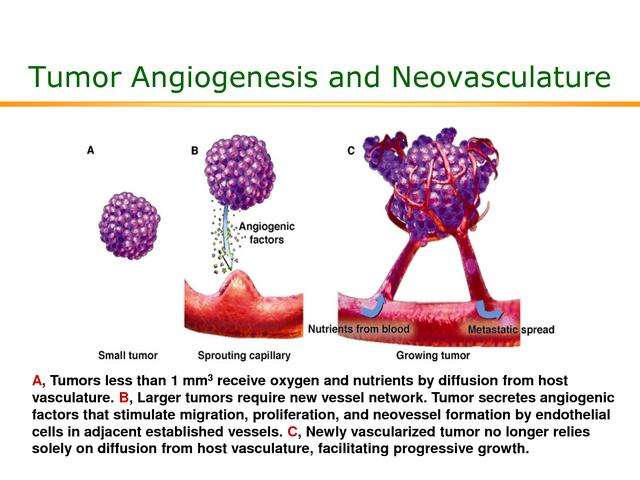 Tumor Angiogenesis and Neovasculature
A
B
C
Angiogenic
factors
Nutrients from blood
Metastatic spread
Small tumor
Sprouting capillary
Growing tumor
A, Tumors less than 1 mm³ receive oxygen and nutrients by diffusion from host
vasculature. B, Larger tumors require new vessel network. Tumor secretes angiogenic
factors that stimulate migration, proliferation, and neovessel formation by endothelial
cells in adjacent established vessels. C, Newly vascularized tumor no longer relies
solely on diffusion from host vasculature, facilitating progressive growth.